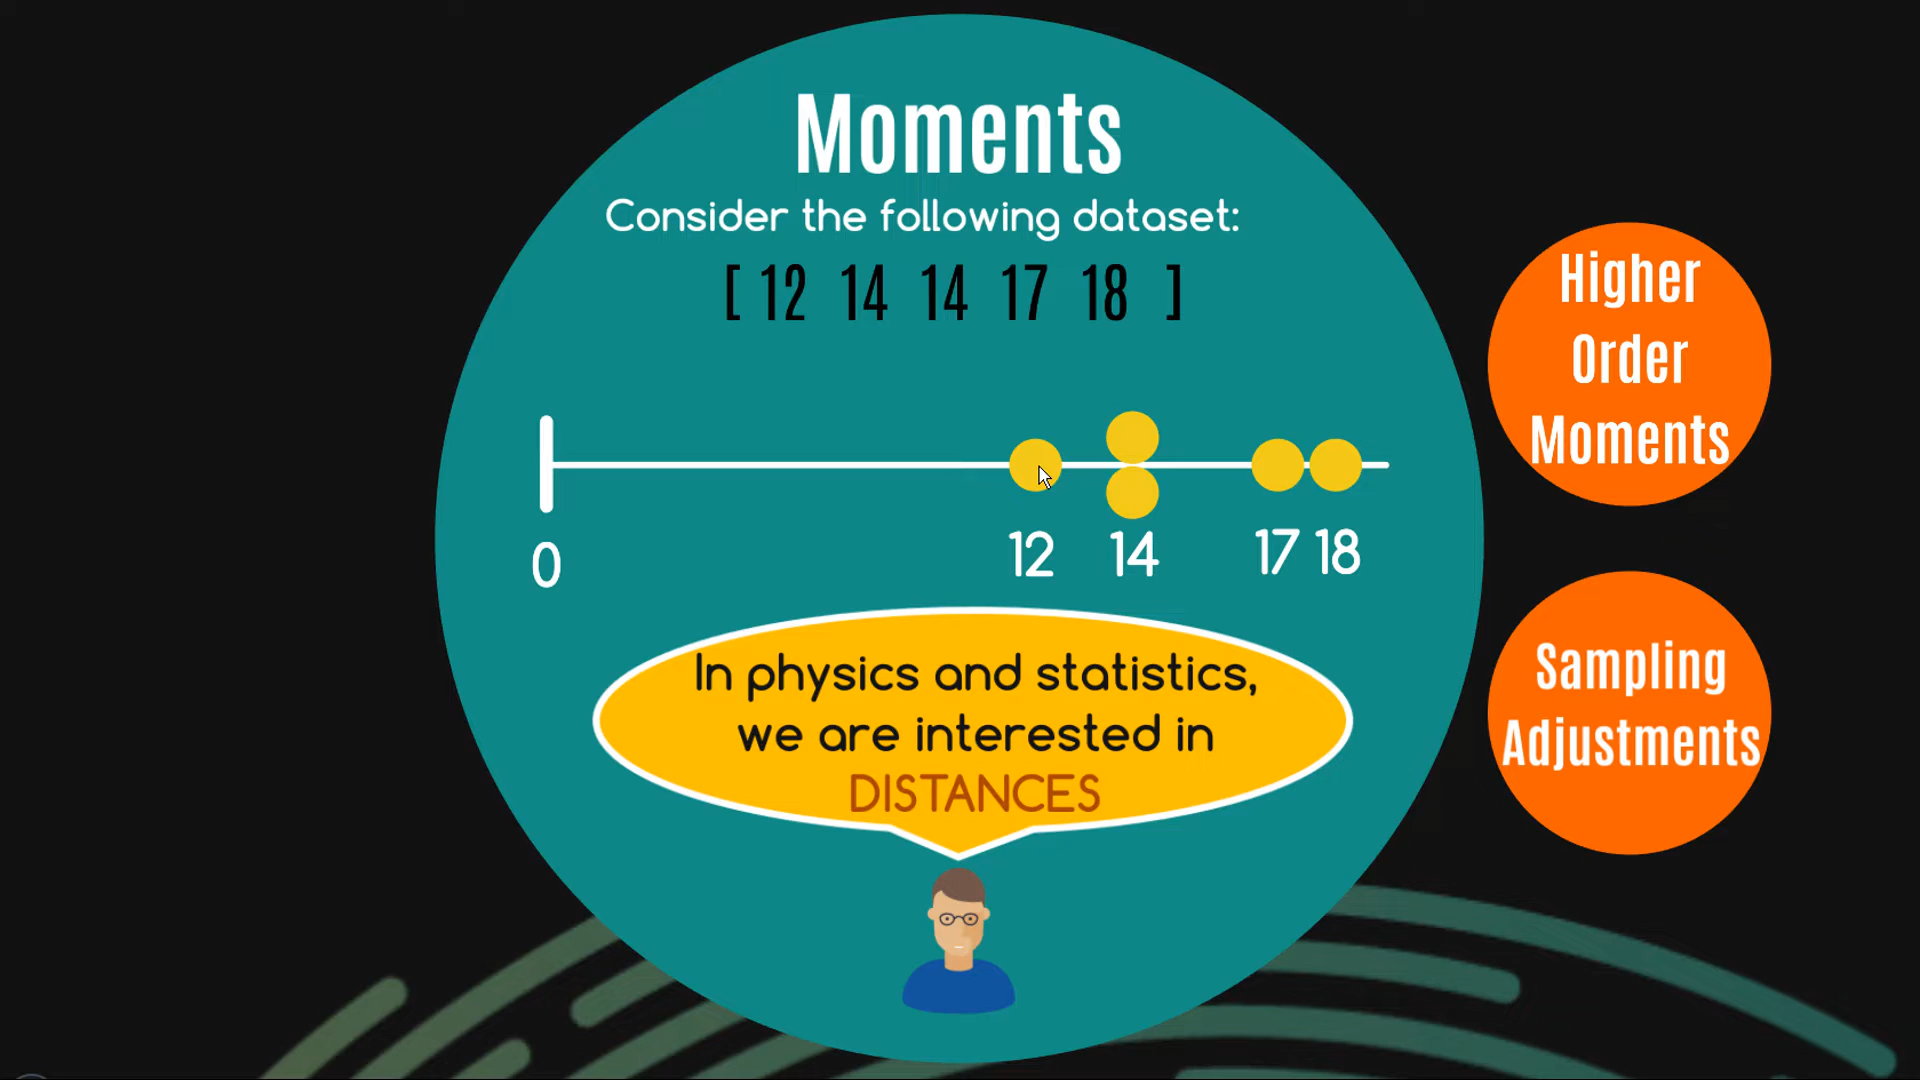 Moments
Consider the following dataset:
[ 12 14 14 17 18 ]
0
12 14 17 18
In physics and statistics,
we are interested in
DISTANCES
Higher
Order
Moments
Sampling
Adjustments